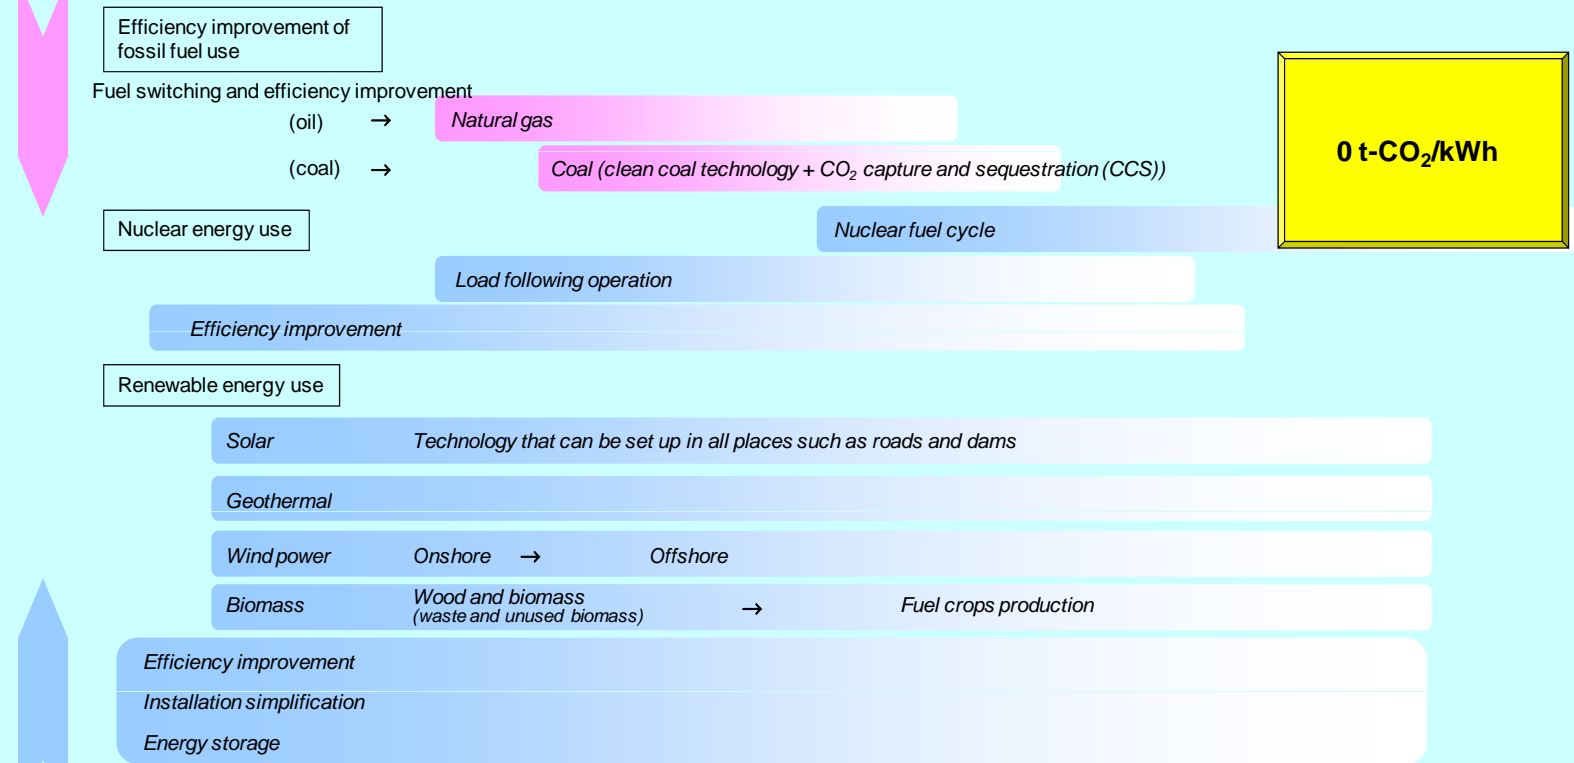 Efficiency improvement of
fossil fuel use
Fuel switching and efficiency improvement
(oil) → Natural gas
(coal) → Coal (clean coal technology + CO₂ capture and sequestration (CCS))
0 t-CO₂/kWh
Nuclear energy use
Nuclear fuel cycle
Load following operation
Efficiency improvement
Renewable energy use
Solar Technology that can be set up in all places such as roads and dams
Geothermal
Wind power Onshore → Offshore
Biomass Wood and biomass
(waste and unused biomass) → Fuel crops production
Efficiency improvement
Installation simplification
Energy storage